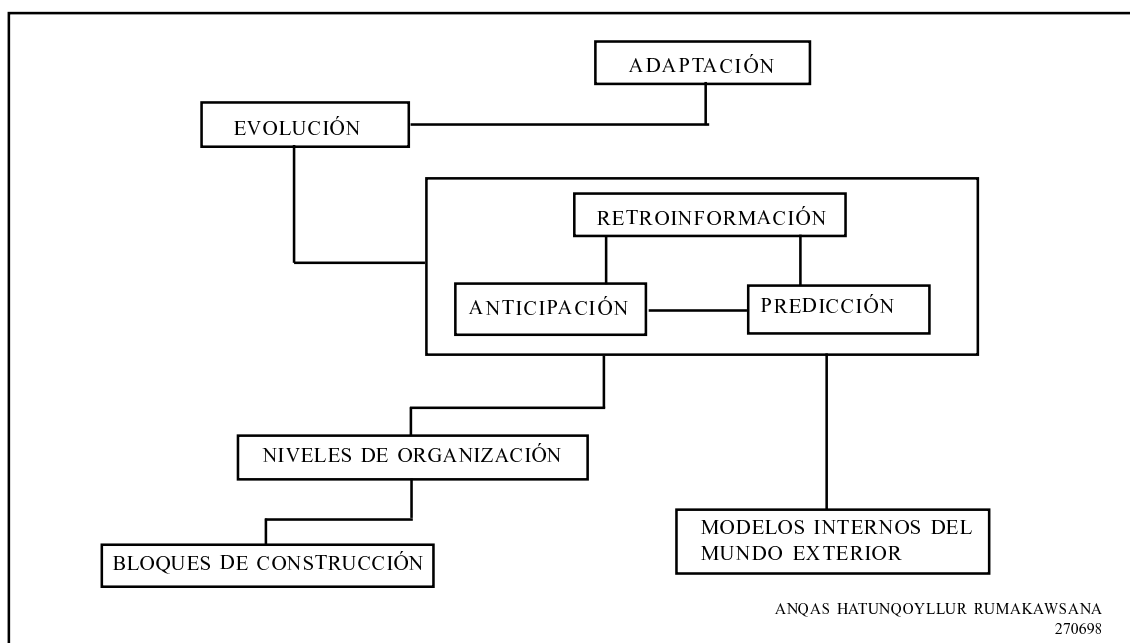 ADAPTACIÓN
EVOLUCIÓN
RETROINFORMACIÓN
ANTICIPACIÓN
PREDICCIÓN
NIVELES DE ORGANIZACIÓN
MODELOS INTERNOS DEL
MUNDO EXTERIOR
BLOQUES DE CONSTRUCCIÓN
ANQAS HATUNQOYLLUR RUMAKAWSANA
270698